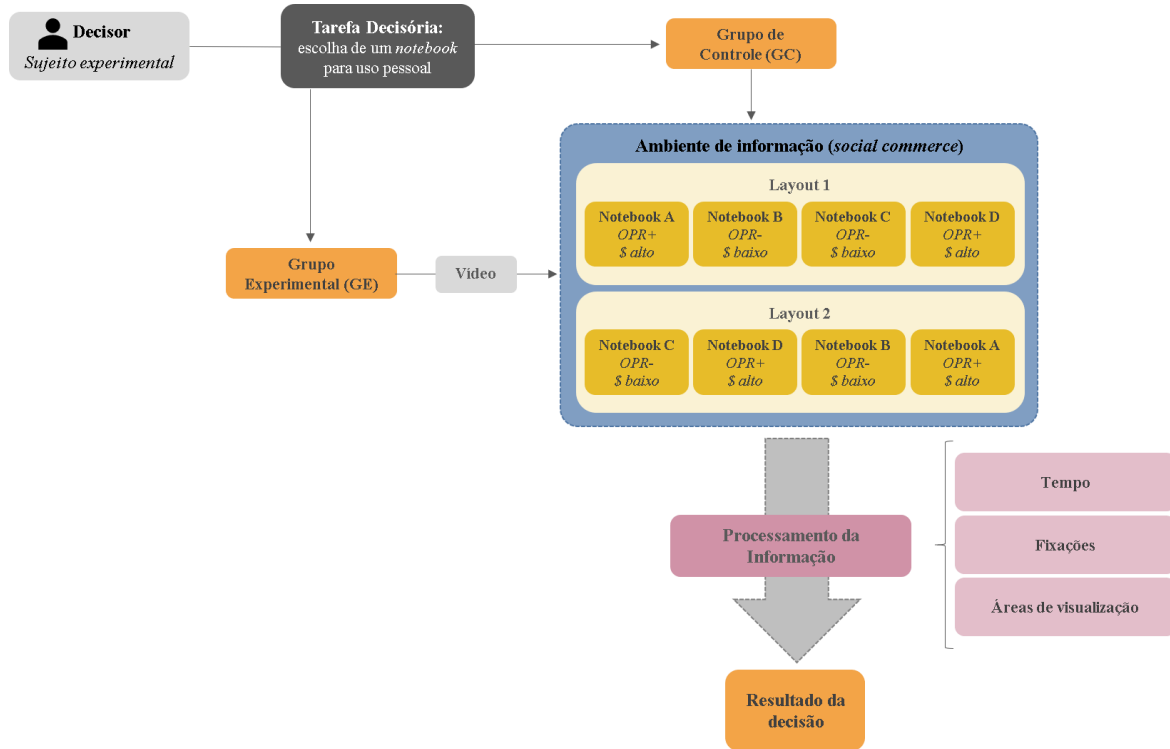 Decisor
Sujeito experimental
Tarefa Decisória:
escolha de um notebook
para uso pessoal
Grupo de
Controle (GC)
Grupo
Experimental (GE)
Vídeo
Ambiente de informação (social commerce)
Layout 1
Notebook A
OPR+
$ alto
Notebook B
OPR-
$ baixo
Notebook C
OPR-
$ baixo
Notebook D
OPR+
$ alto
Layout 2
Notebook C
OPR-
$ baixo
Notebook D
OPR+
$ alto
Notebook B
OPR-
$ baixo
Notebook A
OPR+
$ alto
Processamento da
Informação
Tempo
Fixações
Áreas de visualização
Resultado da
decisão